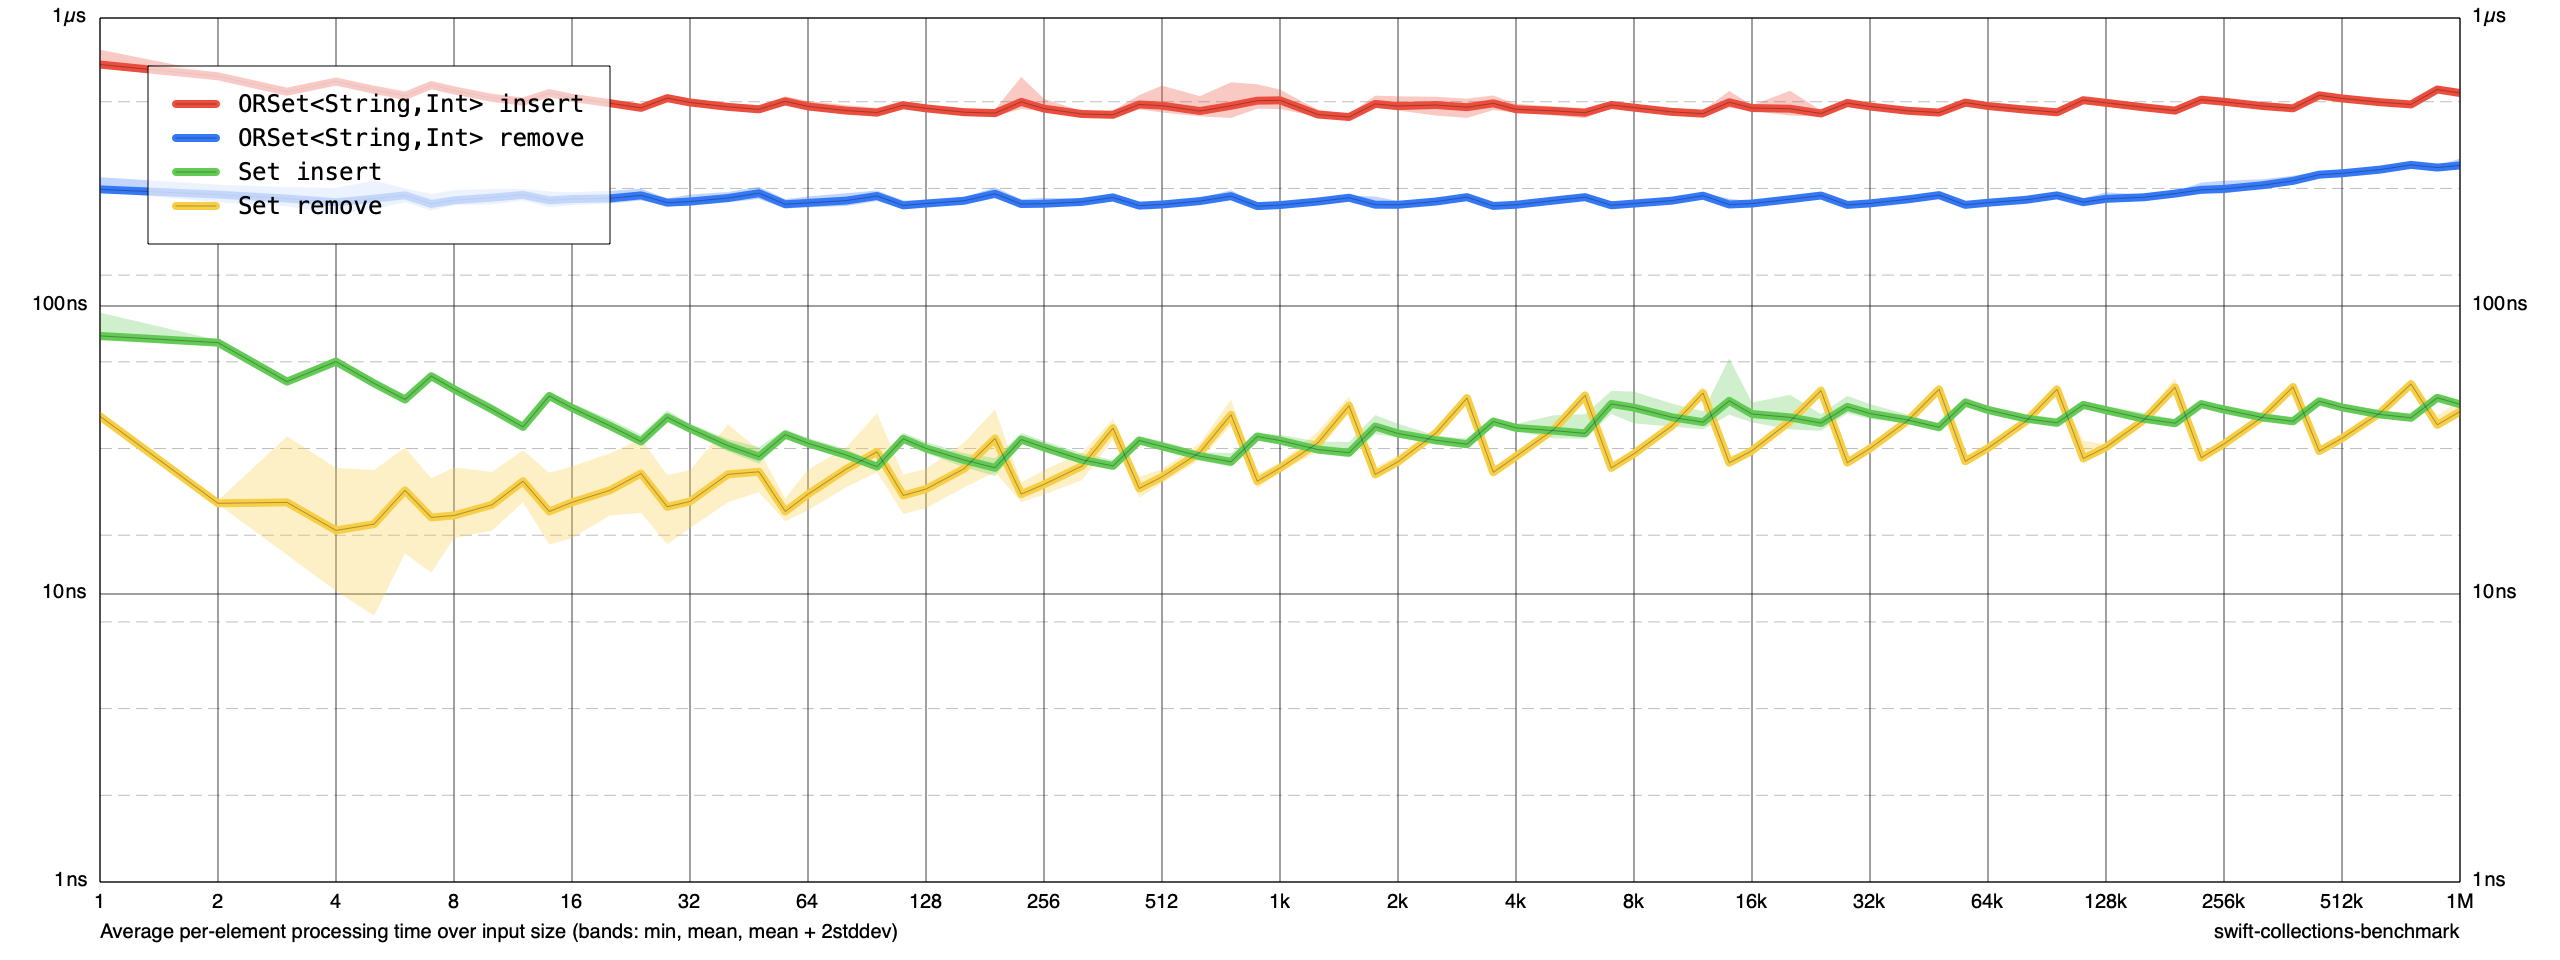 1µs 1µs
ORSet<String,Int> insert
ORSet<String,Int> remove
Set insert
Set remove
100ns 100ns
10ns 10ns
1ns 1ns
1 2 4 8 16 32 64 128 256 512 1k 2k 4k 8k 16k 32k 64k 128k 256k 512k 1M
Average per-element processing time over input size (bands: min, mean, mean + 2stddev) swift-collections-benchmark